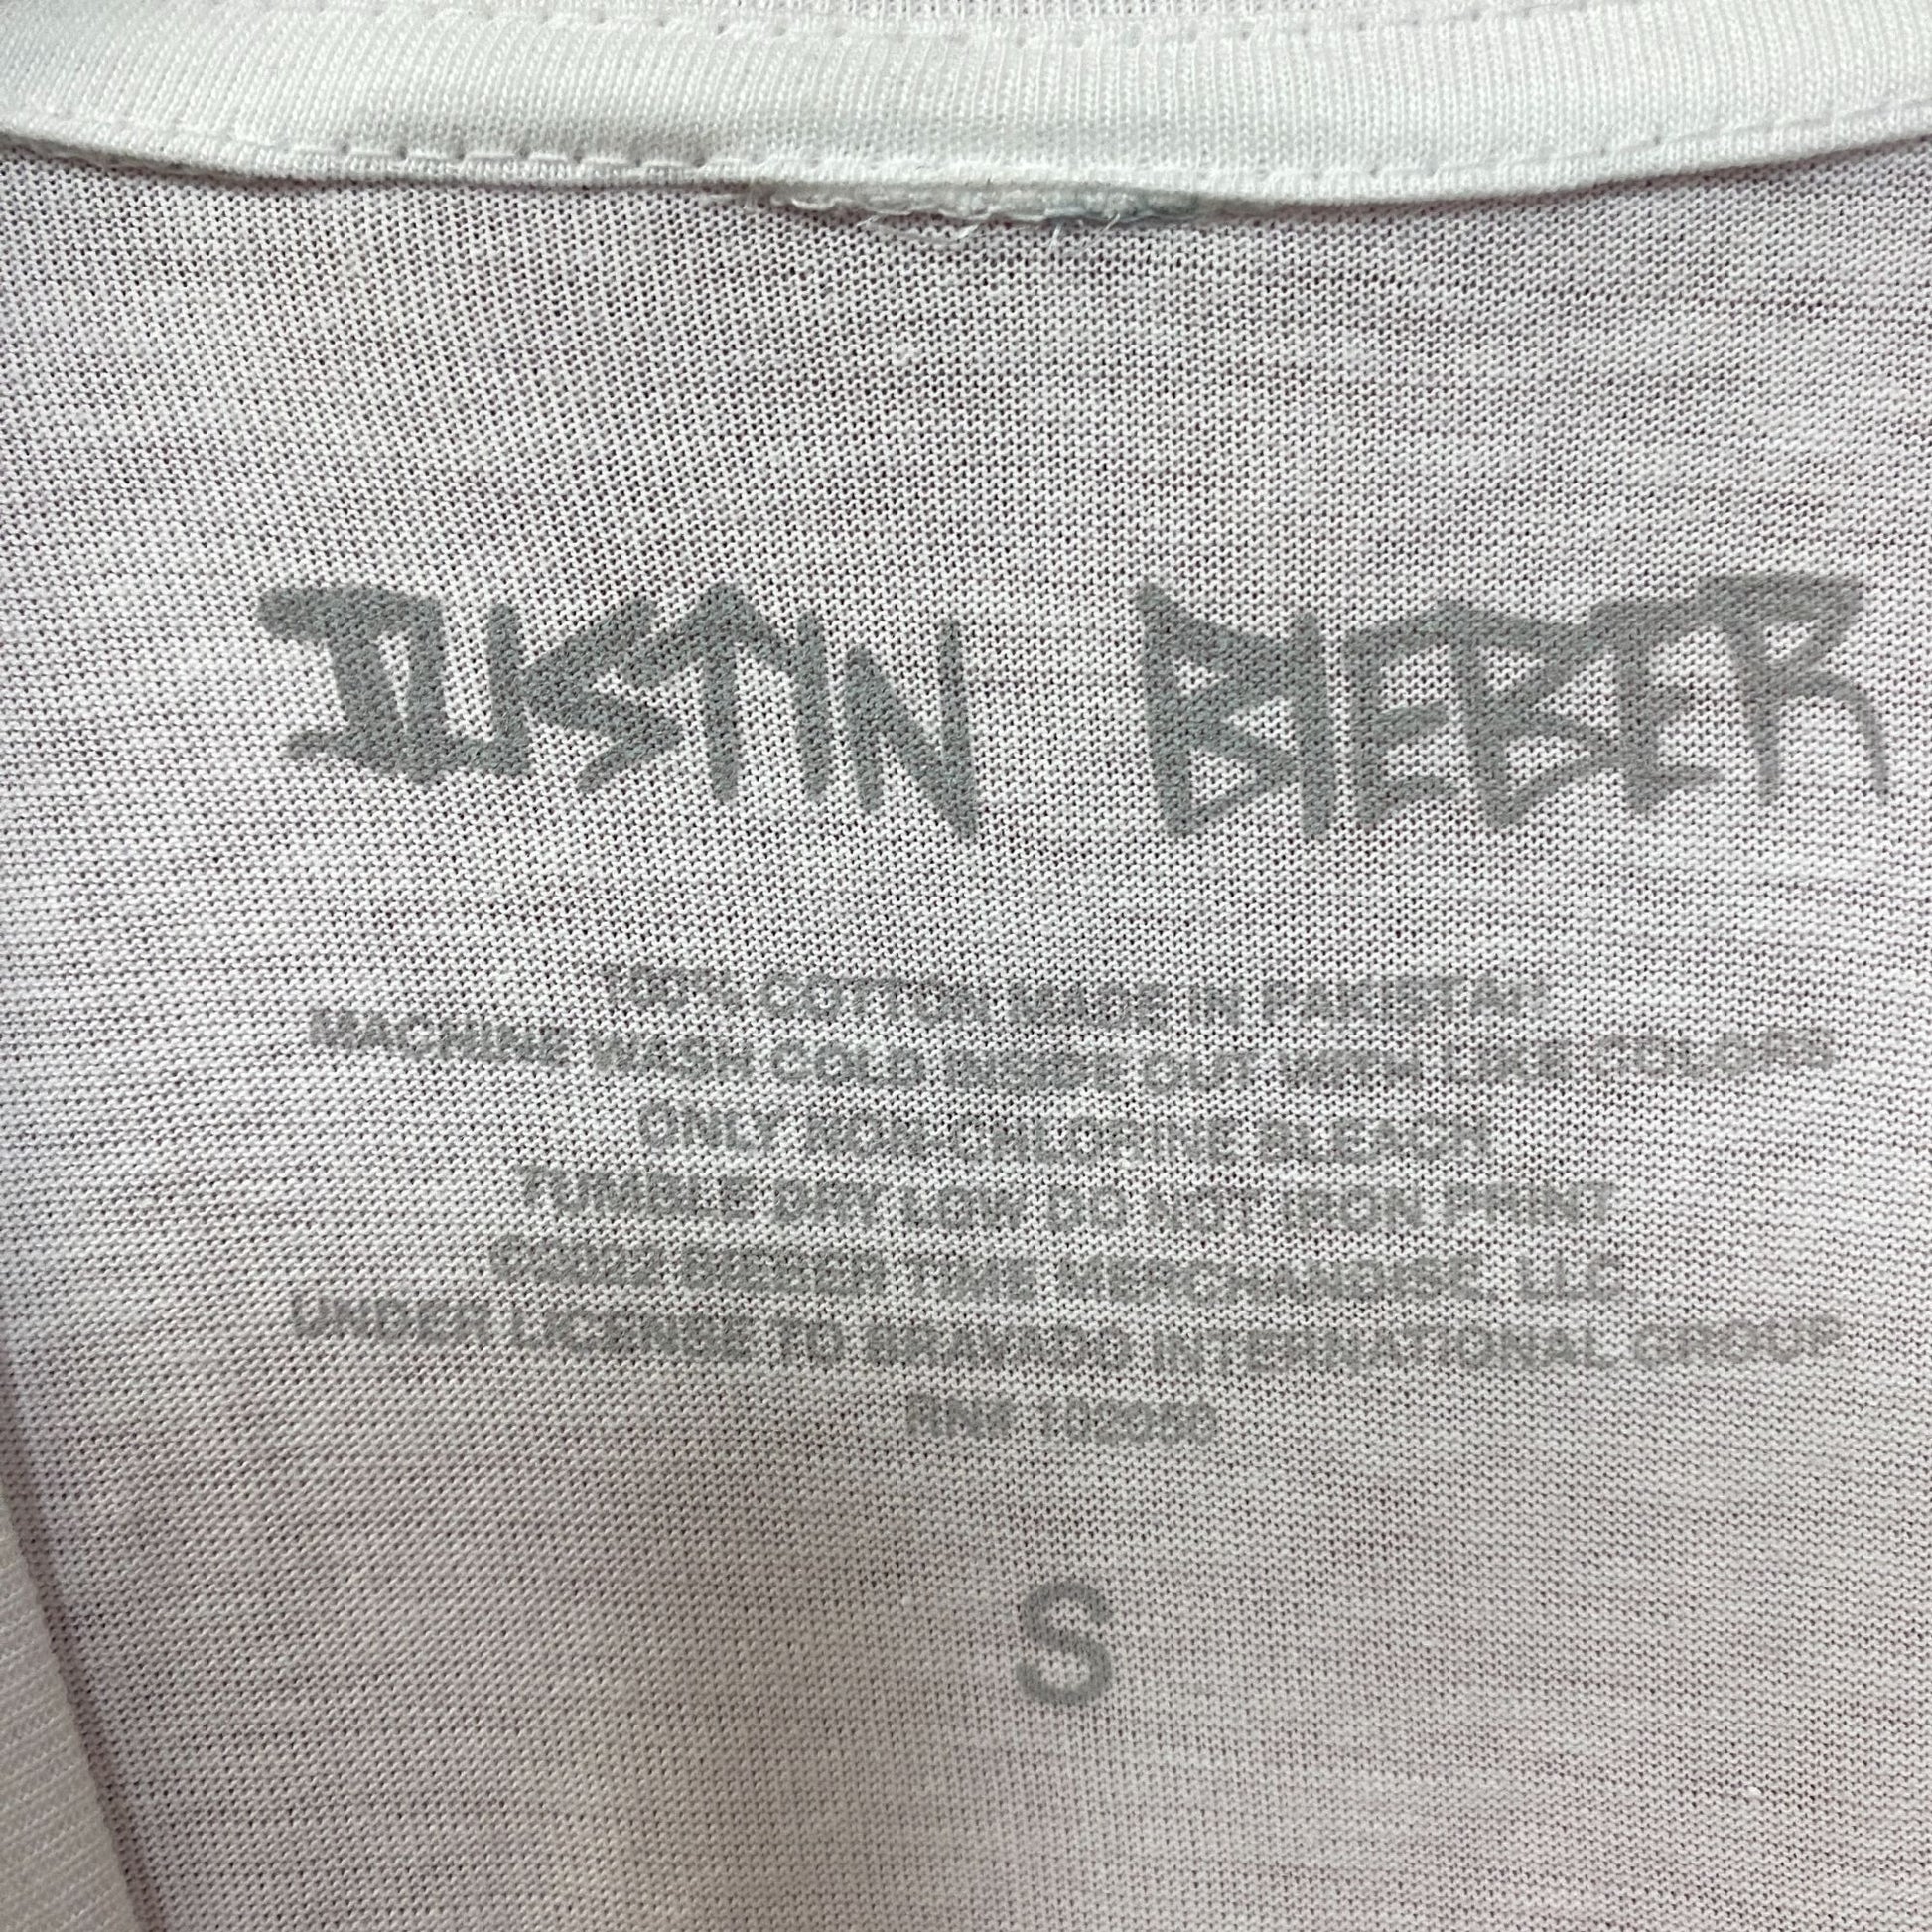 JUSTIN BIEBER
100% COTTON MADE IN PAKISTAN
MACHINE WASH COLD INSIDE OUT WITH LIKE COLORS
ONLY NON-CHLORINE BLEACH
TUMBLE DRY LOW DO NOT IRON PRINT
©2022 BIEBER TIME MERCHANDISE, LLC
UNDER LICENSE TO BRAVADO INTERNATIONAL GROUP
RN# 102050
S